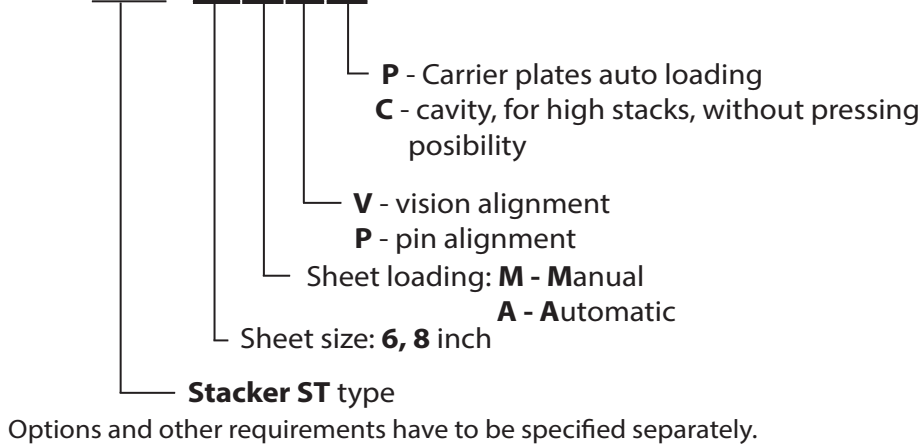 P - Carrier plates auto loading
C - cavity, for high stacks, without pressing
posibility
V - vision alignment
P - pin alignment
Sheet loading: M - Manual
A - Automatic
Sheet size: 6, 8 inch
Stacker ST type
Options and other requirements have to be specified separately.